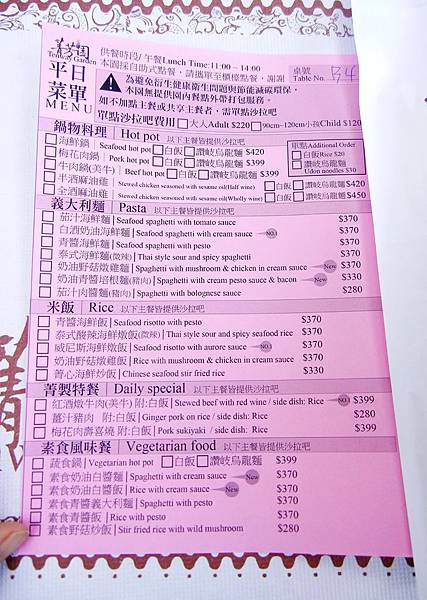 菁芳園
Tenway Garden
平日
菜單
MENU
供餐時段/午餐Lunch Time:11:00~14:00
本園採自助式點餐，請攜單至櫃檯點餐，謝謝
桌號
Table No. B4
為避免衍生健康衛生問題與節能減碳環保，
本園無提供園內餐點外帶打包服務。
如不加點主餐或共享主餐者，需單點沙拉吧
單點沙拉吧費用 □大人Adult $220 □90cm~120cm小孩Child $120
鍋物料理 | Hot pot 以下主餐皆提供沙拉吧
□海鮮鍋 Seafood hot pot □白飯 □讚岐烏龍麵 $420
□梅花肉鍋 | Pork hot pot □白飯 □讚岐烏龍麵 $399
□牛肉鍋(美牛) | Beef hot pot □白飯 □讚岐烏龍麵 $399
□半酒麻油雞 | Stewed chicken seasoned with sesame oil(Half wine) □白飯 □讚岐烏龍麵 $420
□全酒麻油雞 | Stewed chicken seasoned with sesame oil(Wholly wine) □白飯 □讚岐烏龍麵 $450
單點Additional Order
□白飯Rice $20
□讚岐烏龍麵
Udon noodles $30
義大利麵 | Pasta 以下主餐皆提供沙拉吧
□茄汁海鮮麵 | Seafood spaghetti with tomato sauce $370
□白酒奶油海鮮麵 | Seafood spaghetti with cream sauce NO.1 $370
□青醬海鮮麵 | Seafood spaghetti with pesto $370
□泰式海鮮麵(微辣) | Thai style sour and spicy spaghetti $370
□奶油野菇燉雞麵 | Spaghetti with mushroom & chicken in cream sauce New $370
□奶油青醬培根麵(豬肉) | Spaghetti with cream pesto sauce & bacon New $330
□茄汁肉醬麵(豬肉) | Spaghetti with bolognese sauce $280
米飯 | Rice 以下主餐皆提供沙拉吧
□青醬海鮮飯 | Seafood risotto with pesto $370
□泰式酸辣海鮮燉飯(微辣) | Thai style sour and spicy seafood rice $370
□威尼斯海鮮飯 | Seafood risotto with aurore sauce NO.1 $370
□奶油野菇燉雞飯 | Rice with mushroom & chicken in cream sauce $370
□菁心海鮮炒飯 | Chinese seafood stir fired rice $330
菁製特餐 | Daily special 以下主餐皆提供沙拉吧
□紅酒燉牛肉(美牛) 附:白飯 | Stewed beef with red wine / side dish: Rice NO.1 $399
□薑汁豬肉 附:白飯 | Ginger pork on rice / side dish: Rice $280
□梅花肉壽喜燒 附:白飯 | Pork sukiyaki / side dish: Rice $399
素食風味餐 | Vegetarian food 以下主餐皆提供沙拉吧
□蔬食鍋 | Vegetarian hot pot □白飯 □讚岐烏龍麵 $399
□素食奶油白醬麵 | Spaghetti with cream sauce New $370
□素食奶油白醬飯 | Rice with cream sauce New $370
□素食青醬義大利麵 | Spaghetti with pesto $370
□素食青醬飯 | Rice with pesto $370
□素食野菇炒飯 | Stir fried rice with wild mushroom $280